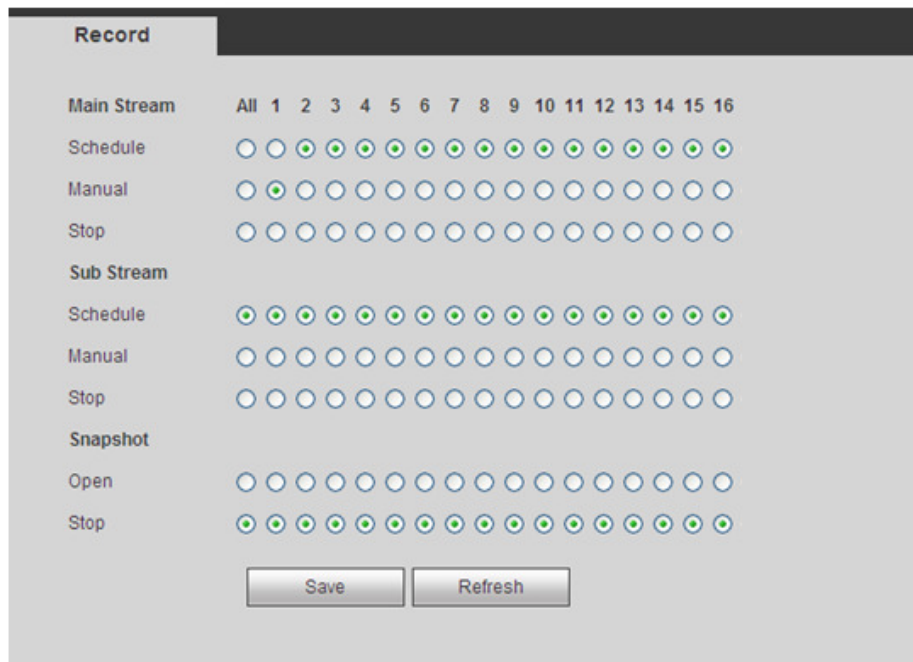 Record
Main Stream All 1 2 3 4 5 6 7 8 9 10 11 12 13 14 15 16
Schedule
Manual
Stop
Sub Stream
Schedule
Manual
Stop
Snapshot
Open
Stop
Save Refresh